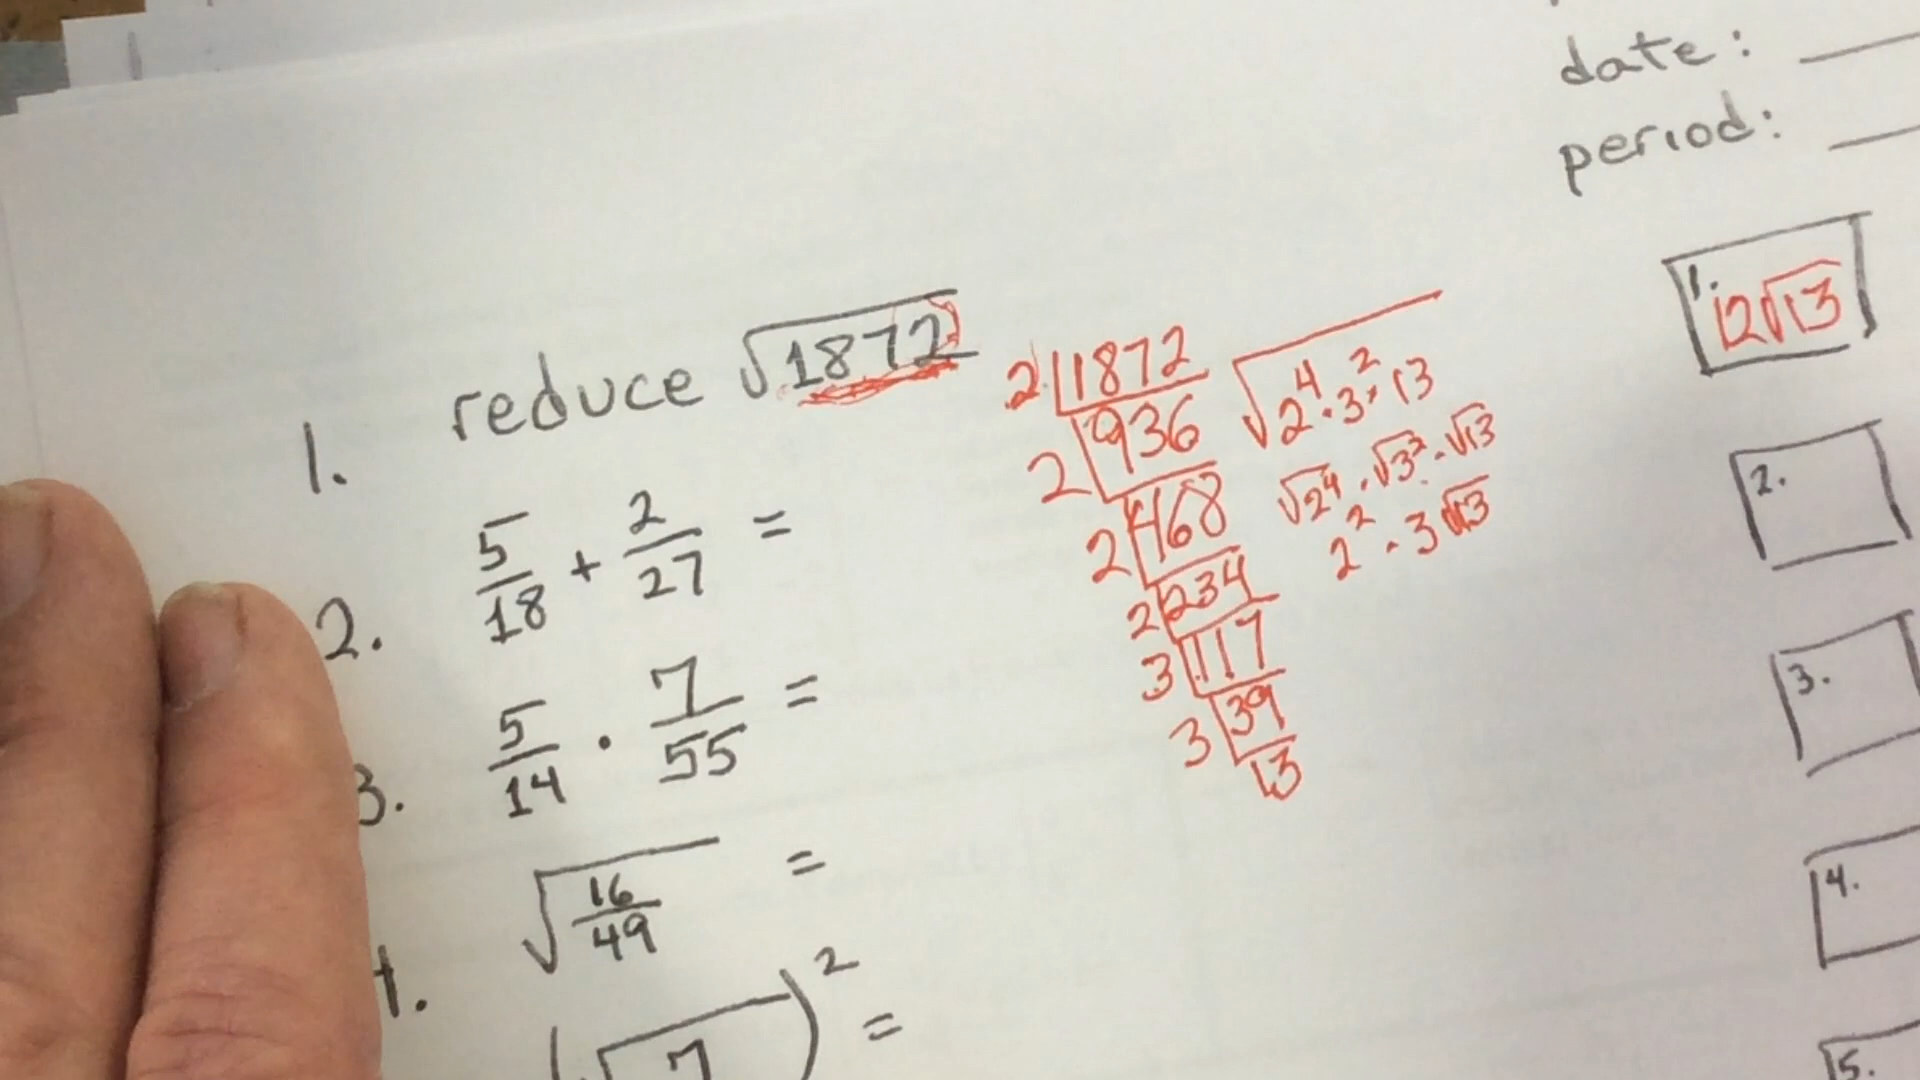 date:
period:
1. reduce √1872
2 | 1872
2 | 936
2 | 468
2 | 234
3 | 117
3 | 39
13
√2⁴·3²·13
√2⁴·√3²·√13
2²·3√13
1. 12√13
2. 5/18 + 2/27 =
2.
3. 5/14 · 7/55 =
3.
4. √16/49 =
4.
(√7)² =
5.